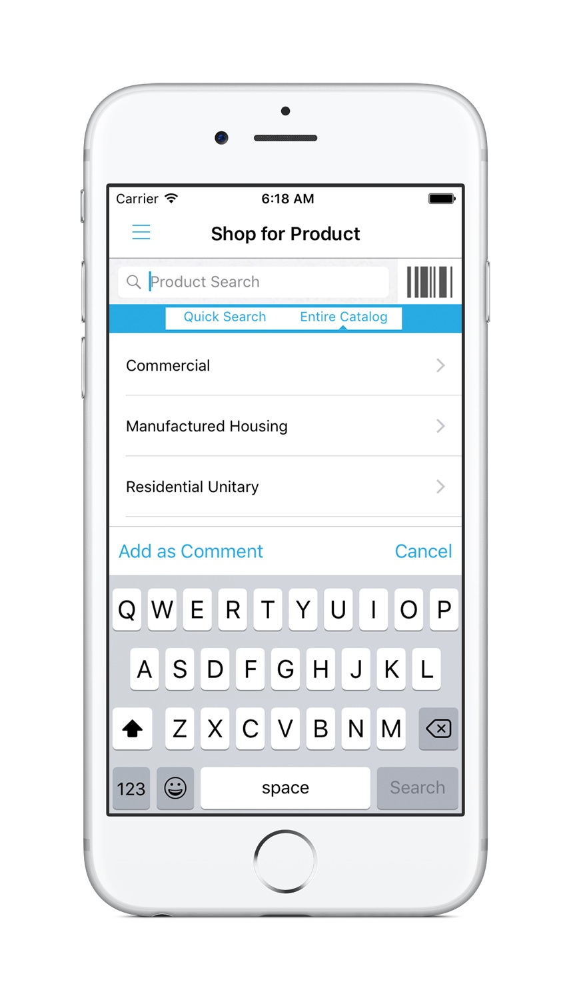 Carrier 6:18 AM
Shop for Product
Product Search
Quick Search Entire Catalog
Commercial
Manufactured Housing
Residential Unitary
Add as Comment Cancel
Q W E R T Y U I O P
A S D F G H J K L
Z X C V B N M
123 space Search